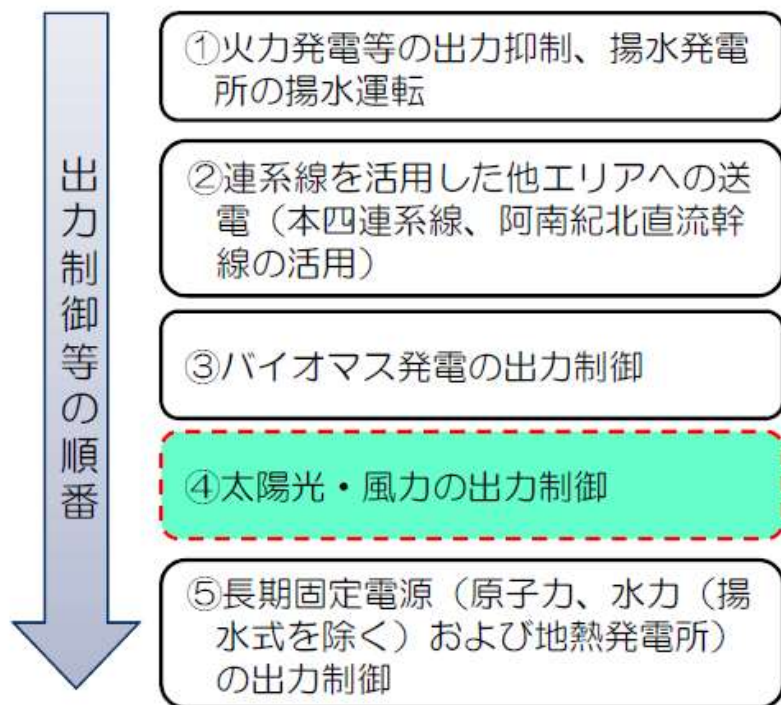 出力制御等の順番
①火力発電等の出力抑制、揚水発電
所の揚水運転
②連系線を活用した他エリアへの送
電（本四連系線、阿南紀北直流幹
線の活用）
③バイオマス発電の出力制御
④太陽光・風力の出力制御
⑤長期固定電源（原子力、水力（揚
水式を除く）および地熱発電所）
の出力制御